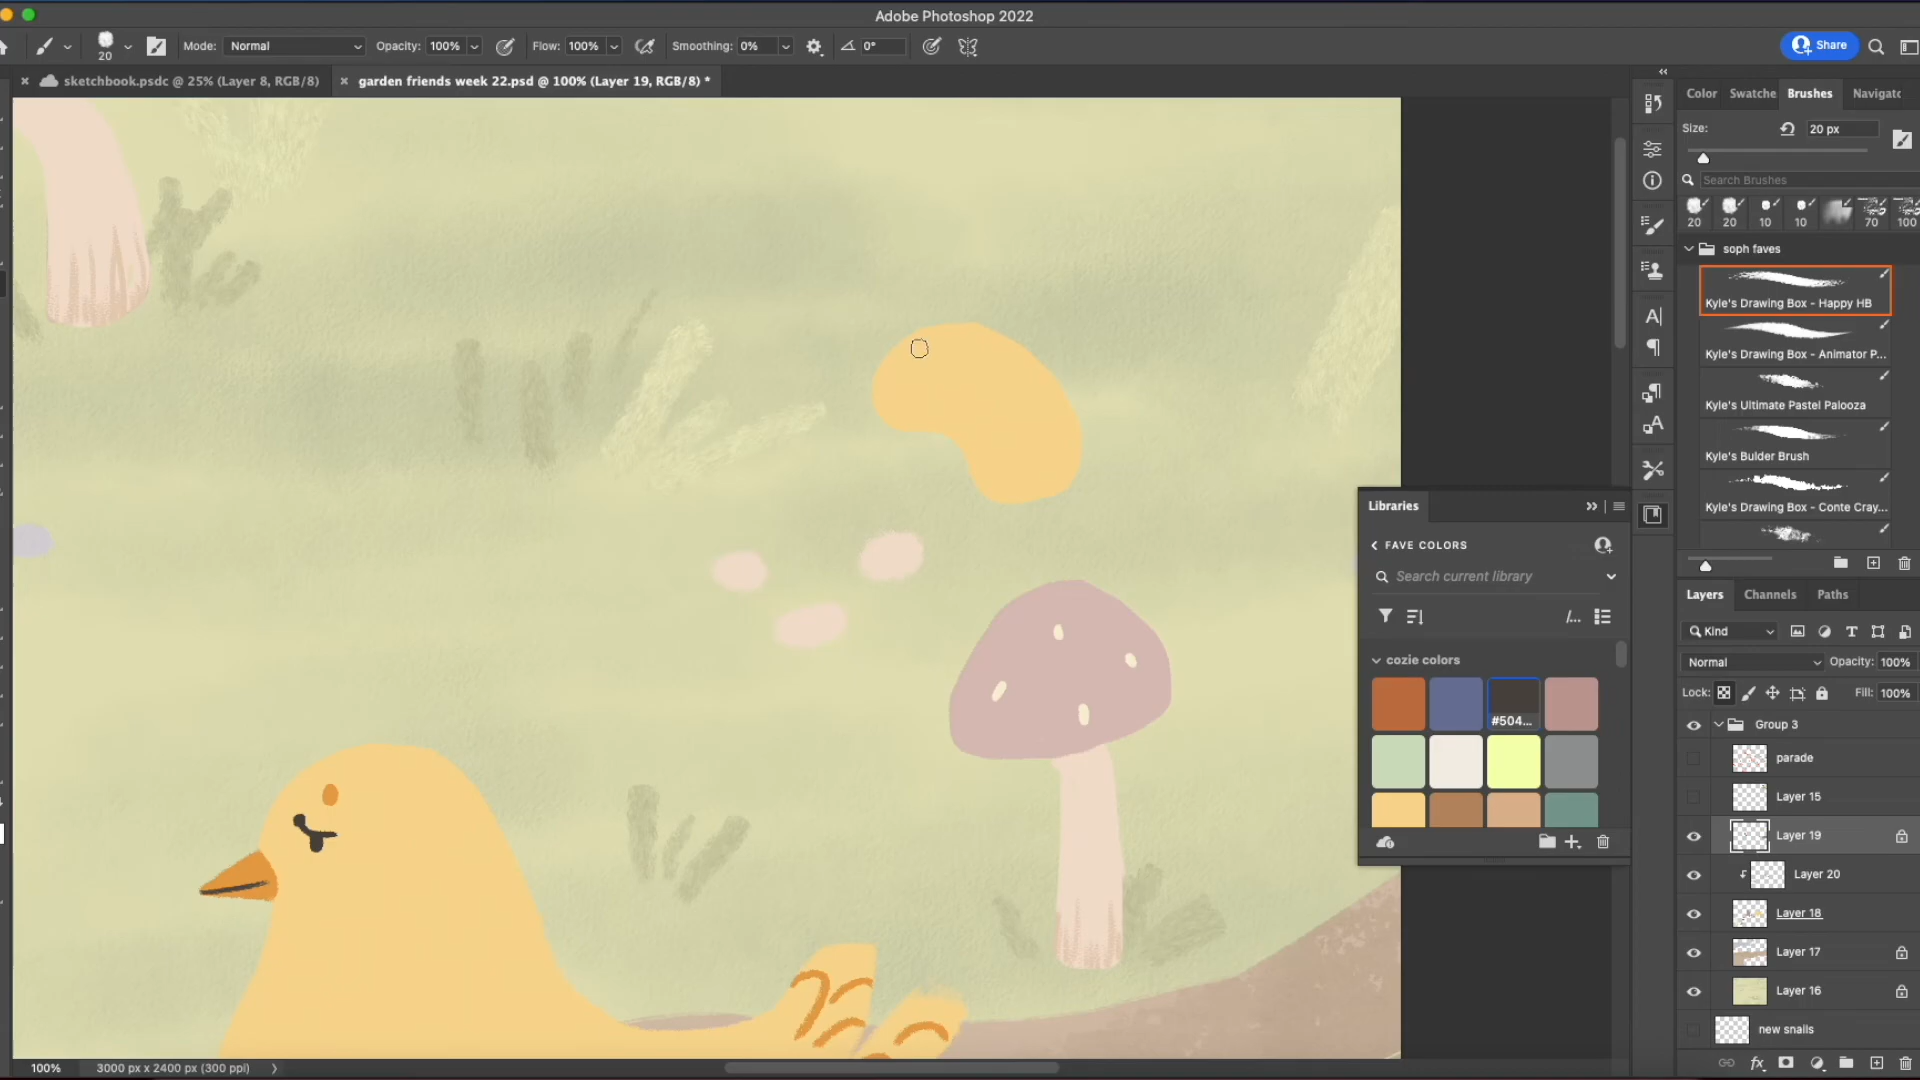 Adobe Photoshop 2022
20
Mode: Normal
Opacity: 100%
Flow: 100%
Smoothing: 0%
0°
Share
sketchbook.psdc @ 25% (Layer 8, RGB/8)
garden friends week 22.psd @ 100% (Layer 19, RGB/8) *
Color Swatche Brushes Navigatc
Size: 20 px
Search Brushes
20 20 10 10 70 100
soph faves
Kyle's Drawing Box - Happy HB
Kyle's Drawing Box - Animator P...
Kyle's Ultimate Pastel Palooza
Kyle's Bulder Brush
Kyle's Drawing Box - Conte Cray...
Libraries
FAVE COLORS
Search current library
cozie colors
#504...
Layers Channels Paths
Kind
Normal Opacity: 100%
Lock: Fill: 100%
Group 3
parade
Layer 15
Layer 19
Layer 20
Layer 18
Layer 17
Layer 16
new snails
100% 3000 px x 2400 px (300 ppi)